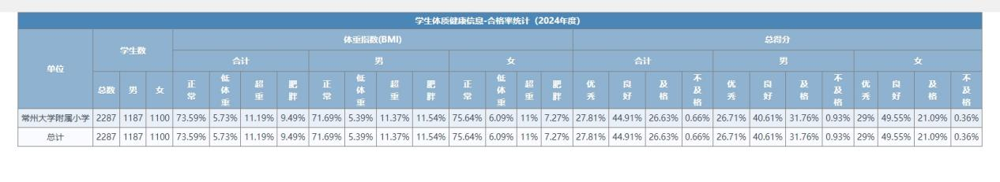 学生体质健康信息-合格率统计（2024年度）
单位 学生数 体重指数(BMI) 总得分
合计 男 女 合计 男 女
总数 男 女 正常 低体重 超重 肥胖 正常 低体重 超重 肥胖 正常 低体重 超重 肥胖 优秀 良好 及格 不及格 优秀 良好 及格 不及格 优秀 良好 及格 不及格
常州大学附属小学 2287 1187 1100 73.59% 5.73% 11.19% 9.49% 71.69% 5.39% 11.37% 11.54% 75.64% 6.09% 11% 7.27% 27.81% 44.91% 26.63% 0.66% 26.71% 40.61% 31.76% 0.93% 29% 49.55% 21.09% 0.36%
总计 2287 1187 1100 73.59% 5.73% 11.19% 9.49% 71.69% 5.39% 11.37% 11.54% 75.64% 6.09% 11% 7.27% 27.81% 44.91% 26.63% 0.66% 26.71% 40.61% 31.76% 0.93% 29% 49.55% 21.09% 0.36%